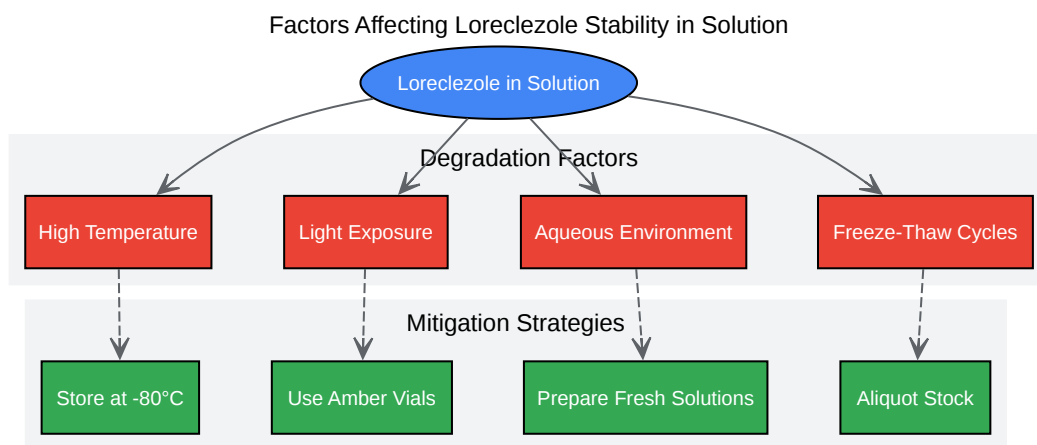 Factors Affecting Loreclezole Stability in Solution
Loreclezole in Solution
Degradation Factors
High Temperature
Light Exposure
Aqueous Environment
Freeze-Thaw Cycles
Mitigation Strategies
Store at -80°C
Use Amber Vials
Prepare Fresh Solutions
Aliquot Stock